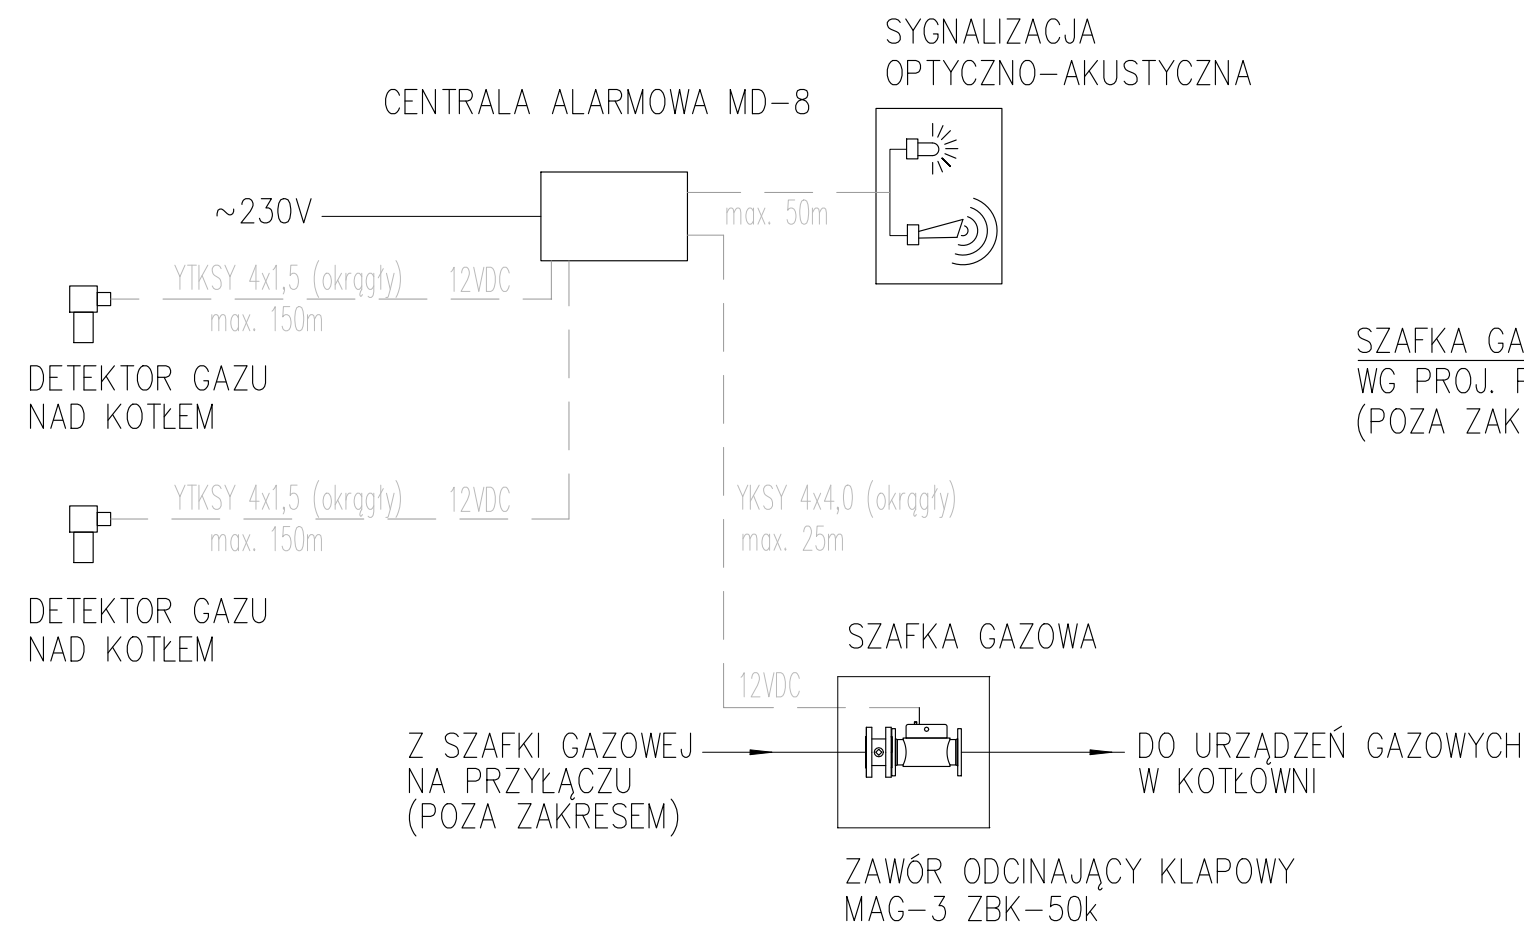 SYGNALIZACJA
OPTYCZNO-AKUSTYCZNA
CENTRALA ALARMOWA MD-8
~230V
max. 50m
YTKSY 4x1,5 (okrągły) 12VDC
max. 150m
DETEKTOR GAZU
NAD KOTŁEM
SZAFKA GA
WG PROJ. P
(POZA ZAK
YTKSY 4x1,5 (okrągły) 12VDC
max. 150m
YKSY 4x4,0 (okrągły)
max. 25m
DETEKTOR GAZU
NAD KOTŁEM
SZAFKA GAZOWA
12VDC
Z SZAFKI GAZOWEJ
NA PRZYŁĄCZU
(POZA ZAKRESEM)
DO URZĄDZEŃ GAZOWYCH
W KOTŁOWNI
ZAWÓR ODCINAJĄCY KLAPOWY
MAG-3 ZBK-50k